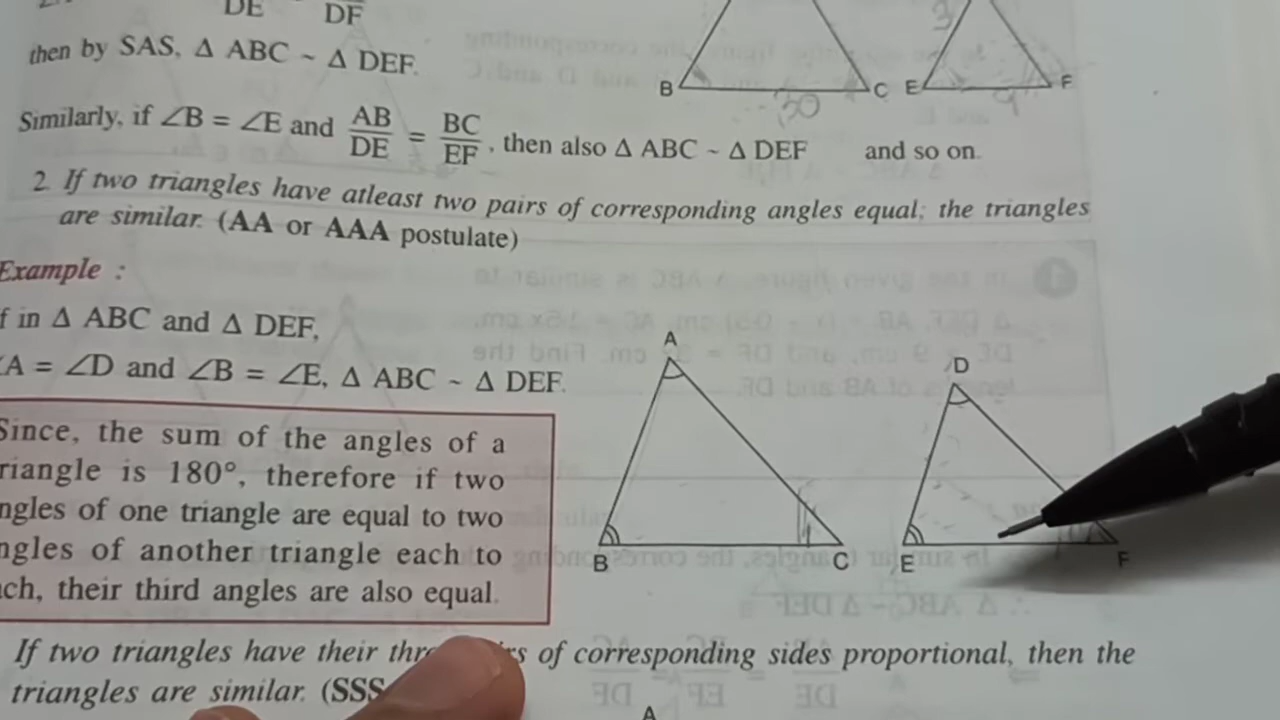 DE DF
then by SAS, Δ ABC ~ Δ DEF.
B C E F
30 9
3
Similarly, if ∠B = ∠E and AB/DE = BC/EF, then also Δ ABC ~ Δ DEF and so on.
2. If two triangles have atleast two pairs of corresponding angles equal; the triangles
are similar. (AA or AAA postulate)
Example :
f in Δ ABC and Δ DEF,
∠A = ∠D and ∠B = ∠E, Δ ABC ~ Δ DEF.
A D
B C E F
Since, the sum of the angles of a
riangle is 180°, therefore if two
ngles of one triangle are equal to two
ngles of another triangle each to
ach, their third angles are also equal.
If two triangles have their of corresponding sides proportional, then the
triangles are similar. (SSS
A